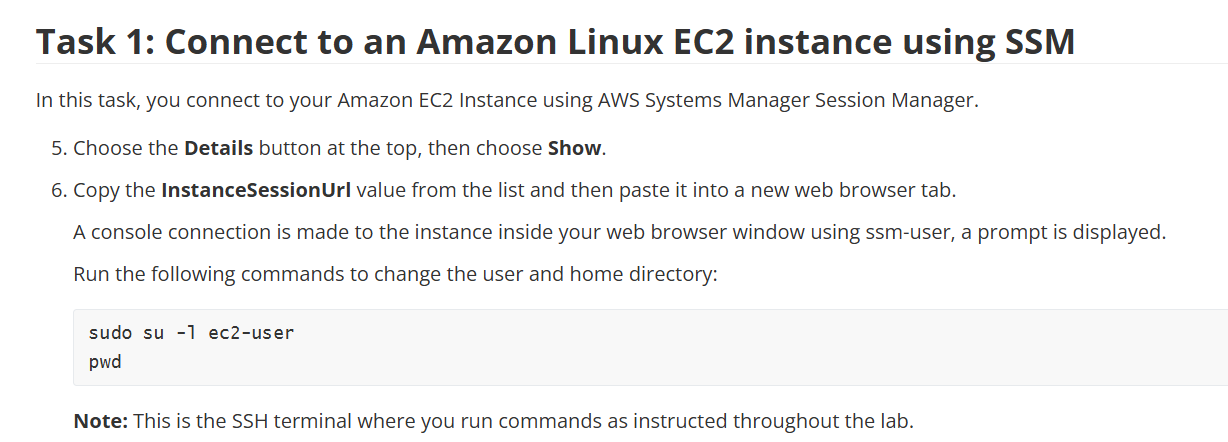 Task 1: Connect to an Amazon Linux EC2 instance using SSM
In this task, you connect to your Amazon EC2 Instance using AWS Systems Manager Session Manager.
5. Choose the Details button at the top, then choose Show.
6. Copy the InstanceSessionUrl value from the list and then paste it into a new web browser tab.
A console connection is made to the instance inside your web browser window using ssm-user, a prompt is displayed.
Run the following commands to change the user and home directory:
sudo su -l ec2-user
pwd
Note: This is the SSH terminal where you run commands as instructed throughout the lab.